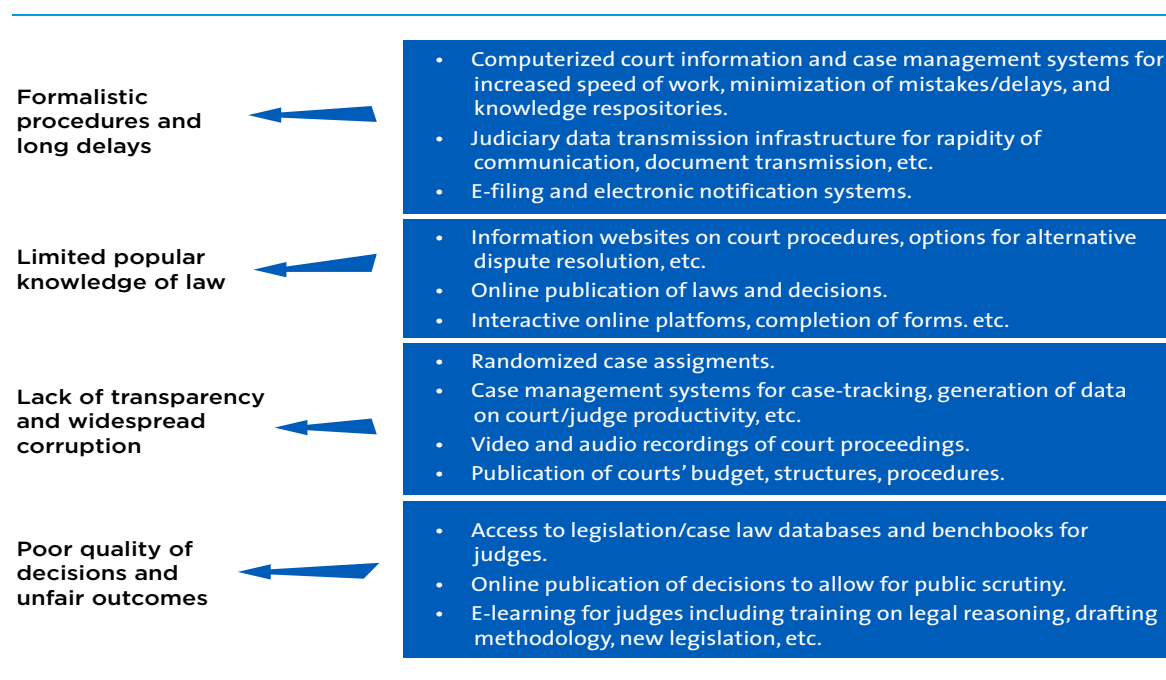 Formalistic
procedures and
long delays
• Computerized court information and case management systems for
increased speed of work, minimization of mistakes/delays, and
knowledge respositories.
• Judiciary data transmission infrastructure for rapidity of
communication, document transmission, etc.
• E-filing and electronic notification systems.
Limited popular
knowledge of law
• Information websites on court procedures, options for alternative
dispute resolution, etc.
• Online publication of laws and decisions.
• Interactive online platfoms, completion of forms. etc.
Lack of transparency
and widespread
corruption
• Randomized case assigments.
• Case management systems for case-tracking, generation of data
on court/judge productivity, etc.
• Video and audio recordings of court proceedings.
• Publication of courts’ budget, structures, procedures.
Poor quality of
decisions and
unfair outcomes
• Access to legislation/case law databases and benchbooks for
judges.
• Online publication of decisions to allow for public scrutiny.
• E-learning for judges including training on legal reasoning, drafting
methodology, new legislation, etc.